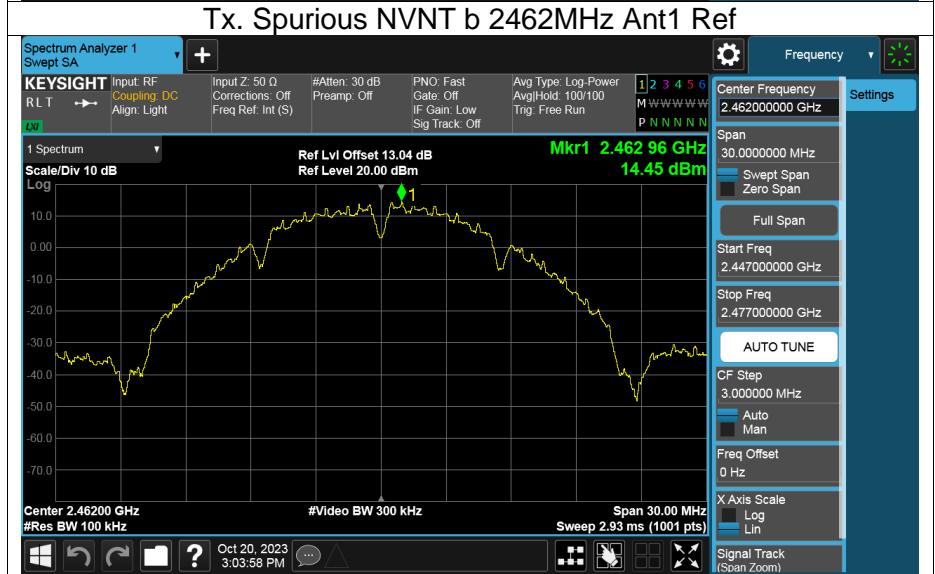 Tx. Spurious NVNT b 2462MHz Ant1 Ref
Spectrum Analyzer 1
Swept SA
+
Frequency
KEYSIGHT
RLT
LXI
Input: RF
Coupling: DC
Align: Light
Input Z: 50 Ω
Corrections: Off
Freq Ref: Int (S)
#Atten: 30 dB
Preamp: Off
PNO: Fast
Gate: Off
IF Gain: Low
Sig Track: Off
Avg Type: Log-Power
Avg|Hold: 100/100
Trig: Free Run
1 2 3 4 5 6
M W W W W W
P N N N N N
Center Frequency
2.462000000 GHz
Settings
Span
30.0000000 MHz
Swept Span
Zero Span
Full Span
Start Freq
2.447000000 GHz
Stop Freq
2.477000000 GHz
AUTO TUNE
CF Step
3.000000 MHz
Auto
Man
Freq Offset
0 Hz
X Axis Scale
Log
Lin
Signal Track
(Span Zoom)
1 Spectrum
Scale/Div 10 dB
Log
Ref Lvl Offset 13.04 dB
Ref Level 20.00 dBm
Mkr1 2.462 96 GHz
14.45 dBm
1
10.0
0.00
-10.0
-20.0
-30.0
-40.0
-50.0
-60.0
-70.0
Center 2.46200 GHz
#Video BW 300 kHz
Span 30.00 MHz
#Res BW 100 kHz
Sweep 2.93 ms (1001 pts)
?
Oct 20, 2023
3:03:58 PM